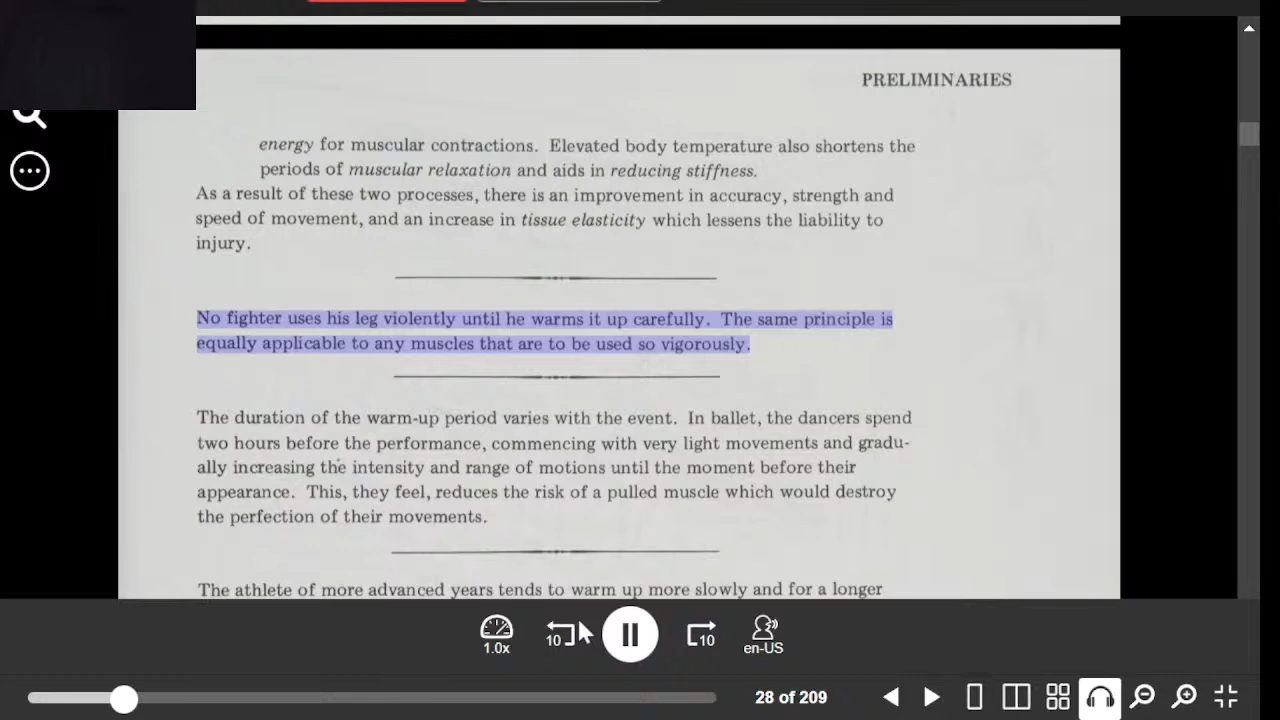 PRELIMINARIES
energy for muscular contractions. Elevated body temperature also shortens the
periods of muscular relaxation and aids in reducing stiffness.
As a result of these two processes, there is an improvement in accuracy, strength and
speed of movement, and an increase in tissue elasticity which lessens the liability to
injury.
No fighter uses his leg violently until he warms it up carefully. The same principle is
equally applicable to any muscles that are to be used so vigorously.
The duration of the warm-up period varies with the event. In ballet, the dancers spend
two hours before the performance, commencing with very light movements and gradu-
ally increasing the intensity and range of motions until the moment before their
appearance. This, they feel, reduces the risk of a pulled muscle which would destroy
the perfection of their movements.
The athlete of more advanced years tends to warm up more slowly and for a longer
10 10
1.0x en-US
28 of 209